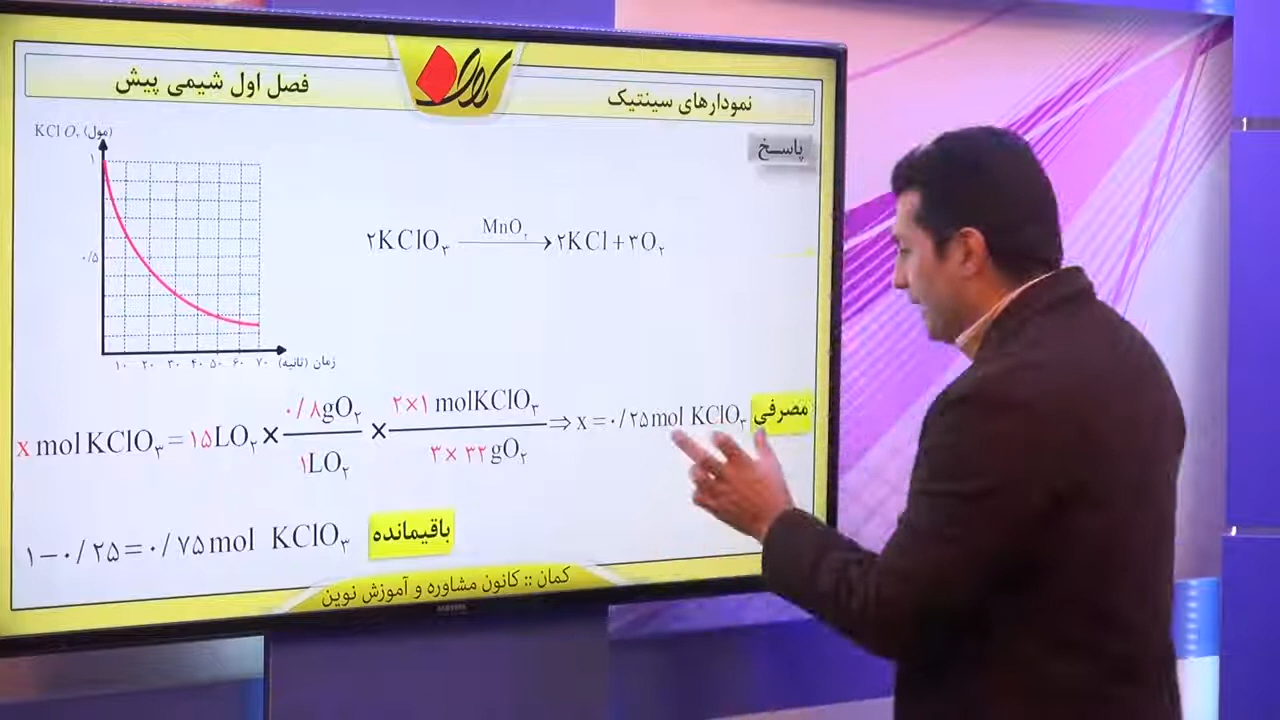 نمودارهای سینتیک
فصل اول شیمی پیش
پاسخ
KClO۳ (مول)
۱
۰/۵
۱۰ ۲۰ ۳۰ ۴۰ ۵۰ ۶۰ ۷۰ زمان (ثانیه)
۲KClO۳ MnO۲ → ۲KCl+۳O۲
x mol KClO۳ = ۱۵LO۲ × ۰/۸gO۲ / ۱LO۲ × ۲×۱ molKClO۳ / ۳×۳۲gO۲ ⇒ x = ۰/۲۵mol KClO۳ مصرفی
۱−۰/۲۵=۰/۷۵mol KClO۳ باقیمانده
کمان :: کانون مشاوره و آموزش نوین